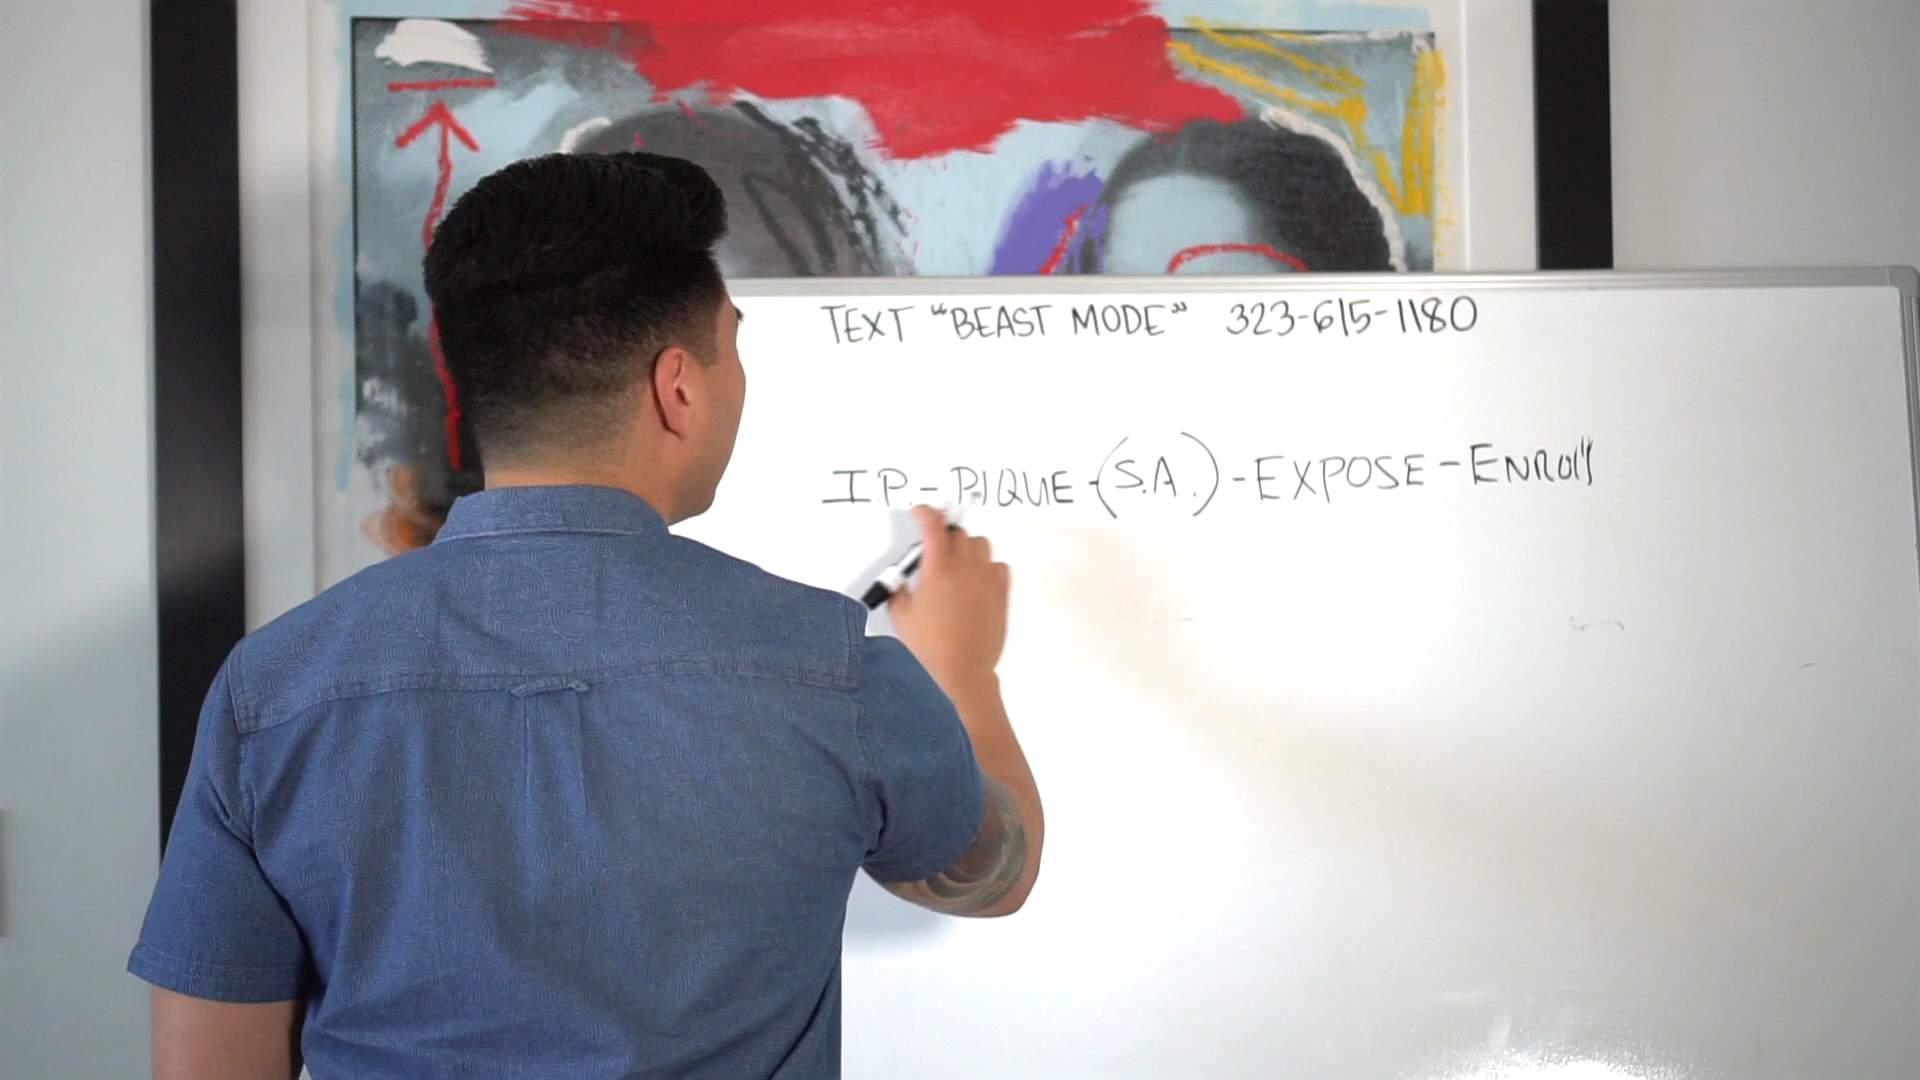 TEXT "BEAST MODE" 323-615-1180
I.P. - PIQUE - (S.A.) - EXPOSE - ENROll